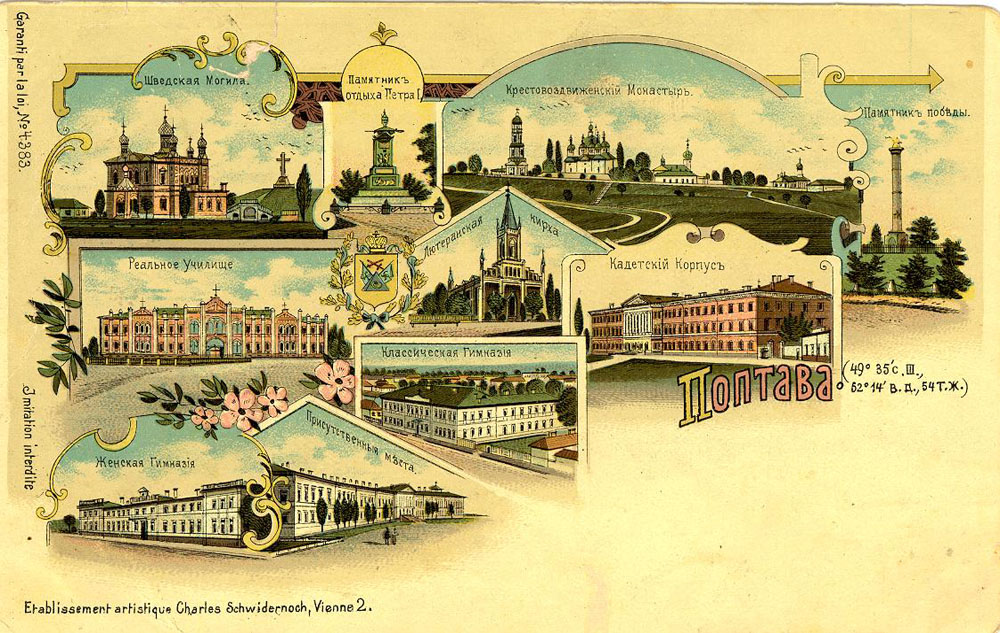 Garanti par la loi, № 4383.
Шведская Могила.
Памятникъ
отдыха Петра I
Крестовоздвиженскій Монастырь.
Памятникъ побѣды.
Реальное Училище
Лютеранская кирха
Кадетскій Корпусъ
Классическая Гимназія
Полтава
(49° 35' с. Ш.,
52° 14' в. д., 54 т. ж.)
Imitation interdite.
Женская Гимназія
Присутственныя мѣста.
Etablissement artistique Charles Schwidernoch, Vienne 2.